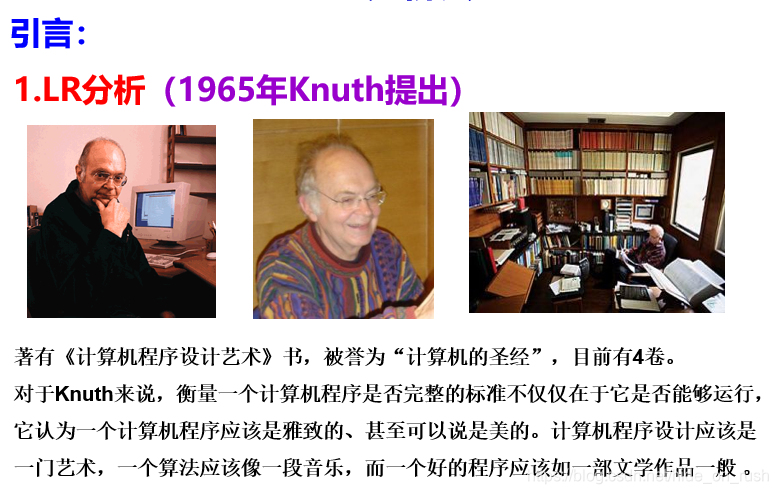 引言：
1.LR分析（1965年Knuth提出）
著有《计算机程序设计艺术》书，被誉为“计算机的圣经”，目前有4卷。
对于Knuth来说，衡量一个计算机程序是否完整的标准不仅仅在于它是否能够运行，
它认为一个计算机程序应该是雅致的、甚至可以说是美的。计算机程序设计应该是
一门艺术，一个算法应该像一段音乐，而一个好的程序应该如一部文学作品一般 。